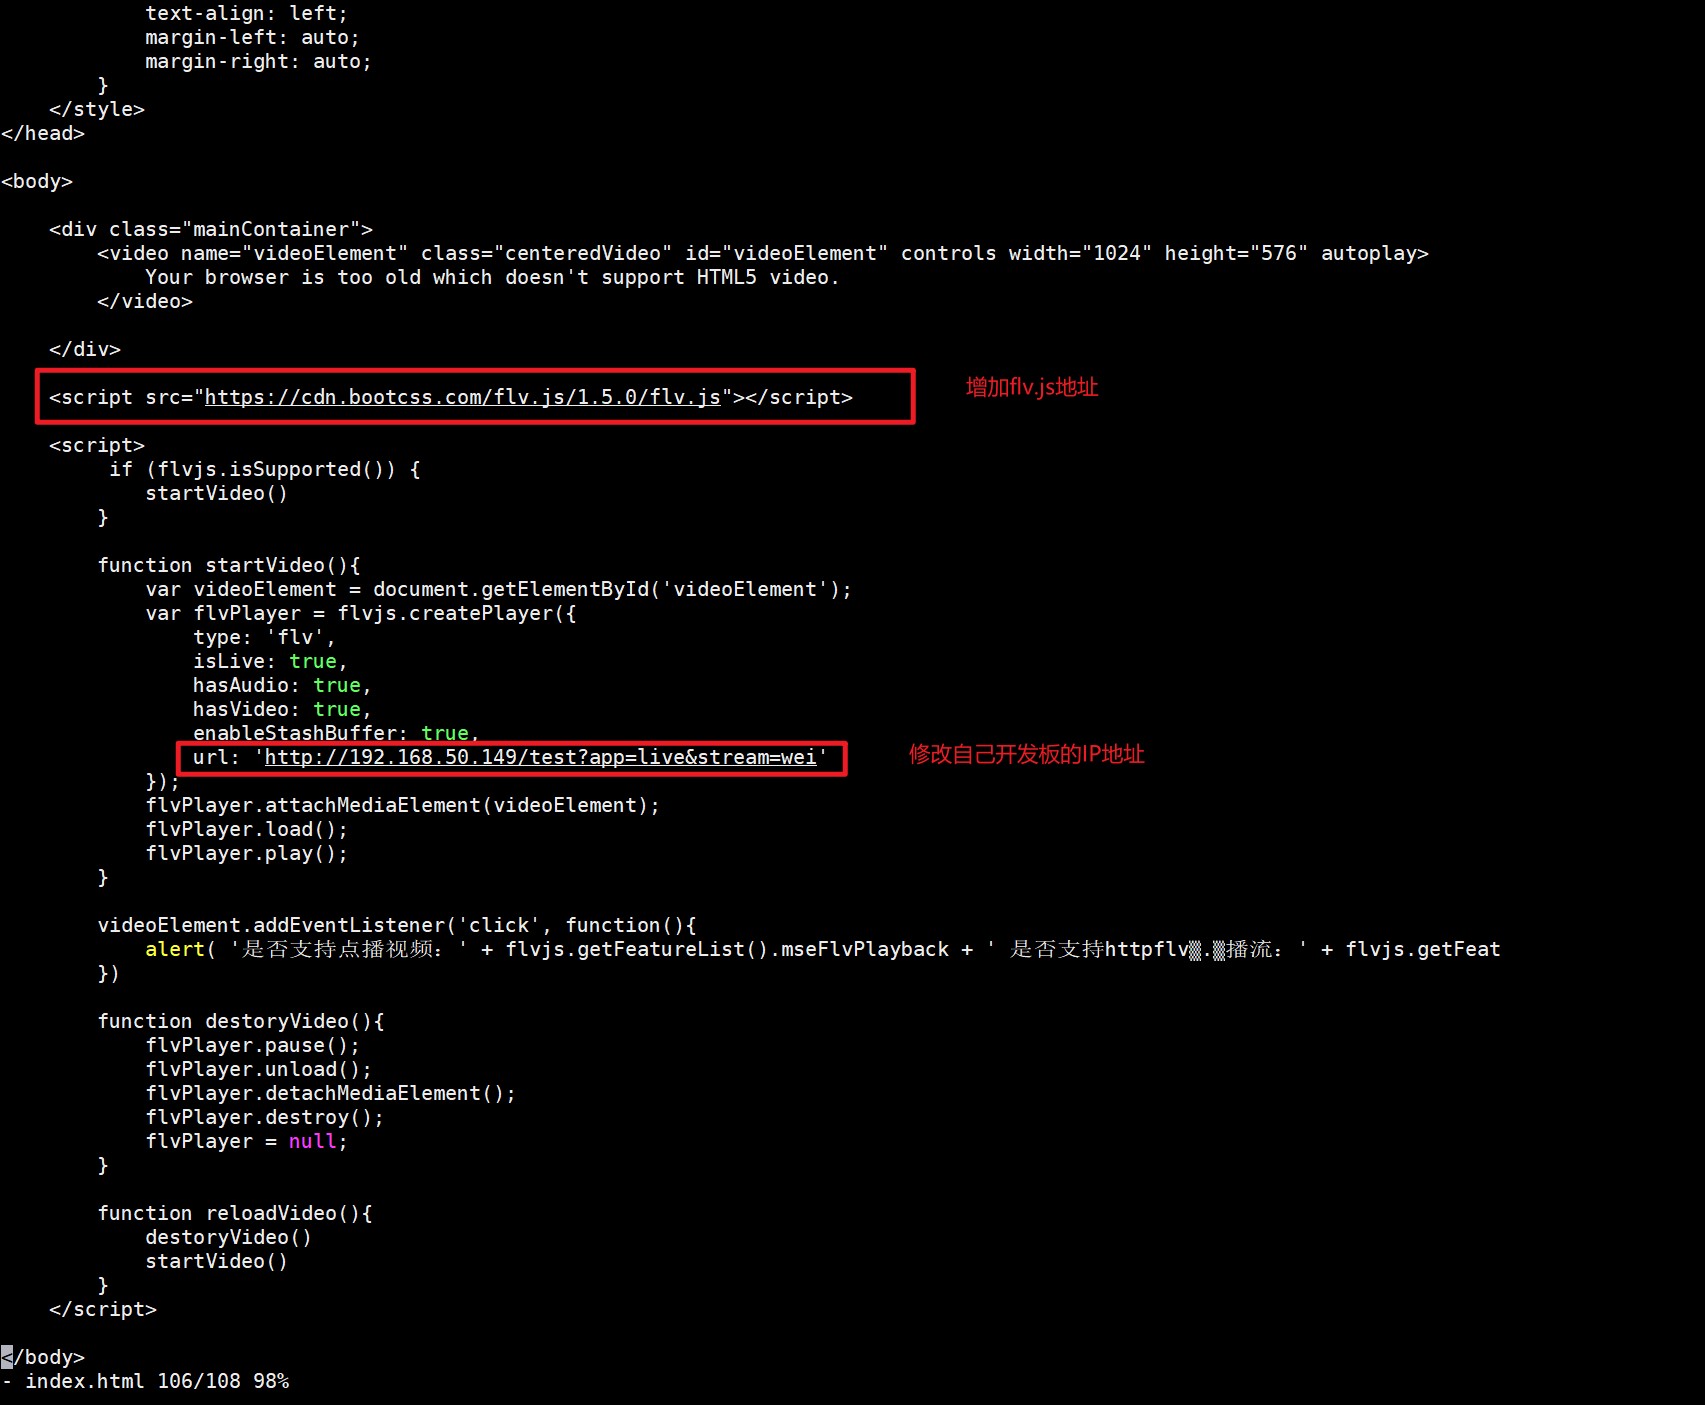 text-align: left;
            margin-left: auto;
            margin-right: auto;
        }
    </style>
</head>
<body>
    <div class="mainContainer">
        <video name="videoElement" class="centeredVideo" id="videoElement" controls width="1024" height="576" autoplay>
            Your browser is too old which doesn't support HTML5 video.
        </video>
    </div>
    <script src="https://cdn.bootcss.com/flv.js/1.5.0/flv.js"></script>
增加flv.js地址
    <script>
         if (flvjs.isSupported()) {
            startVideo()
        }
        function startVideo(){
            var videoElement = document.getElementById('videoElement');
            var flvPlayer = flvjs.createPlayer({
                type: 'flv',
                isLive: true,
                hasAudio: true,
                hasVideo: true,
                enableStashBuffer: true,
                url: 'http://192.168.50.149/test?app=live&stream=wei'
修改自己开发板的IP地址
            });
            flvPlayer.attachMediaElement(videoElement);
            flvPlayer.load();
            flvPlayer.play();
        }
        videoElement.addEventListener('click', function(){
            alert( '是否支持点播视频：' + flvjs.getFeatureList().mseFlvPlayback + ' 是否支持httpflv▒.▒播流：' + flvjs.getFeat
        })
        function destoryVideo(){
            flvPlayer.pause();
            flvPlayer.unload();
            flvPlayer.detachMediaElement();
            flvPlayer.destroy();
            flvPlayer = null;
        }
        function reloadVideo(){
            destoryVideo()
            startVideo()
        }
    </script>
</body>
- index.html 106/108 98%